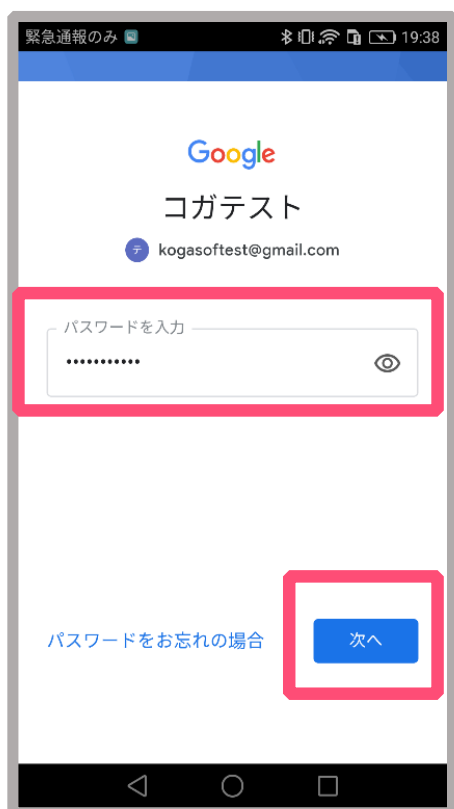 緊急通報のみ 19:38
Google
コガテスト
テ kogasoftest@gmail.com
パスワードを入力
•••••••••••
パスワードをお忘れの場合 次へ